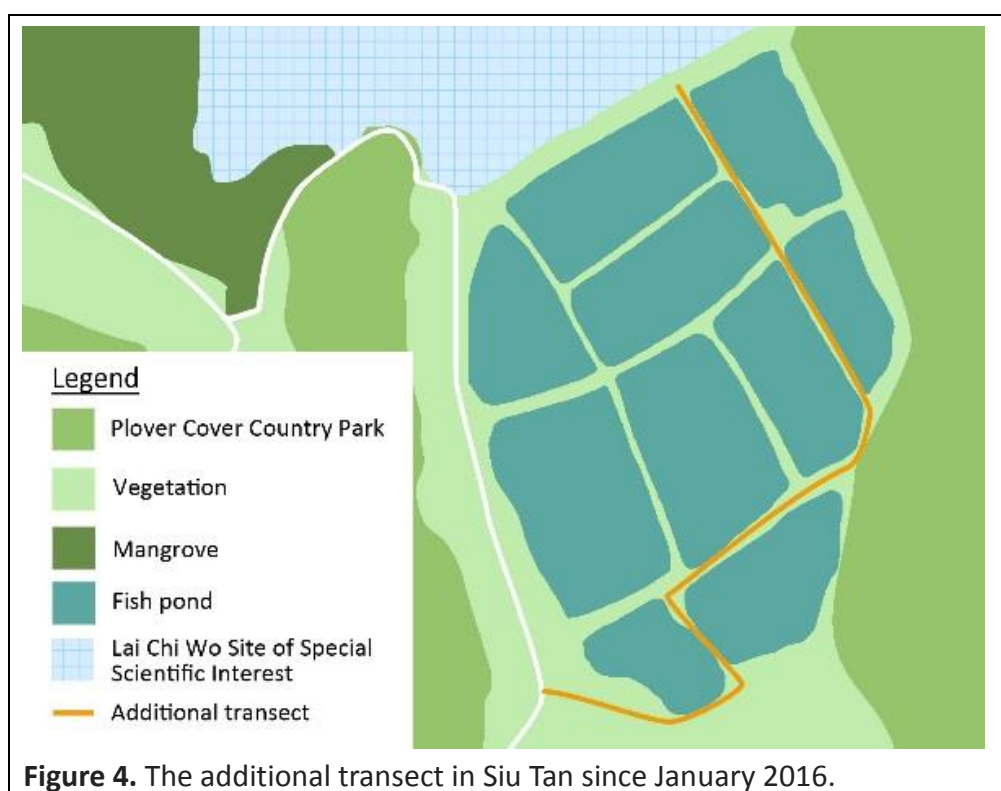 Legend
Plover Cover Country Park
Vegetation
Mangrove
Fish pond
Lai Chi Wo Site of Special
Scientific Interest
Additional transect
Figure 4. The additional transect in Siu Tan since January 2016.